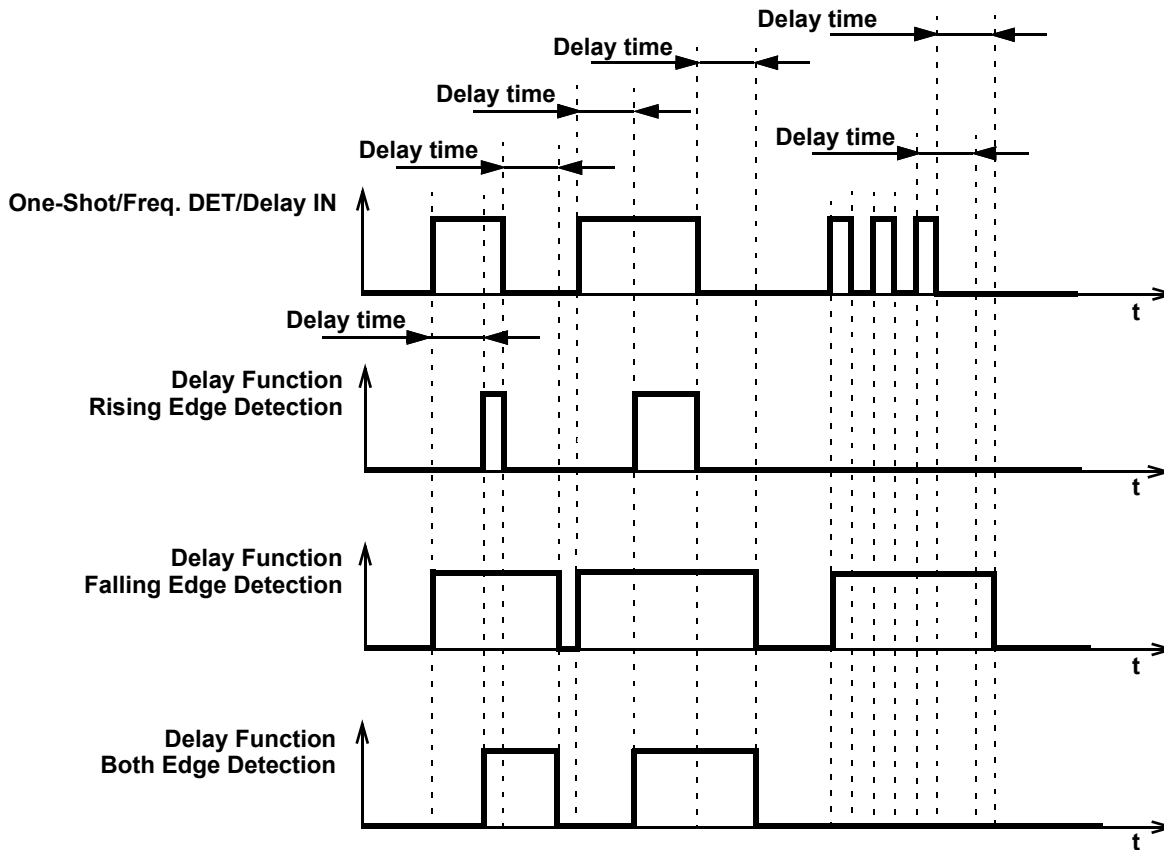 Delay time
Delay time
Delay time
Delay time
Delay time
One-Shot/Freq. DET/Delay IN
t
Delay time
Delay Function
Rising Edge Detection
t
Delay Function
Falling Edge Detection
t
Delay Function
Both Edge Detection
t